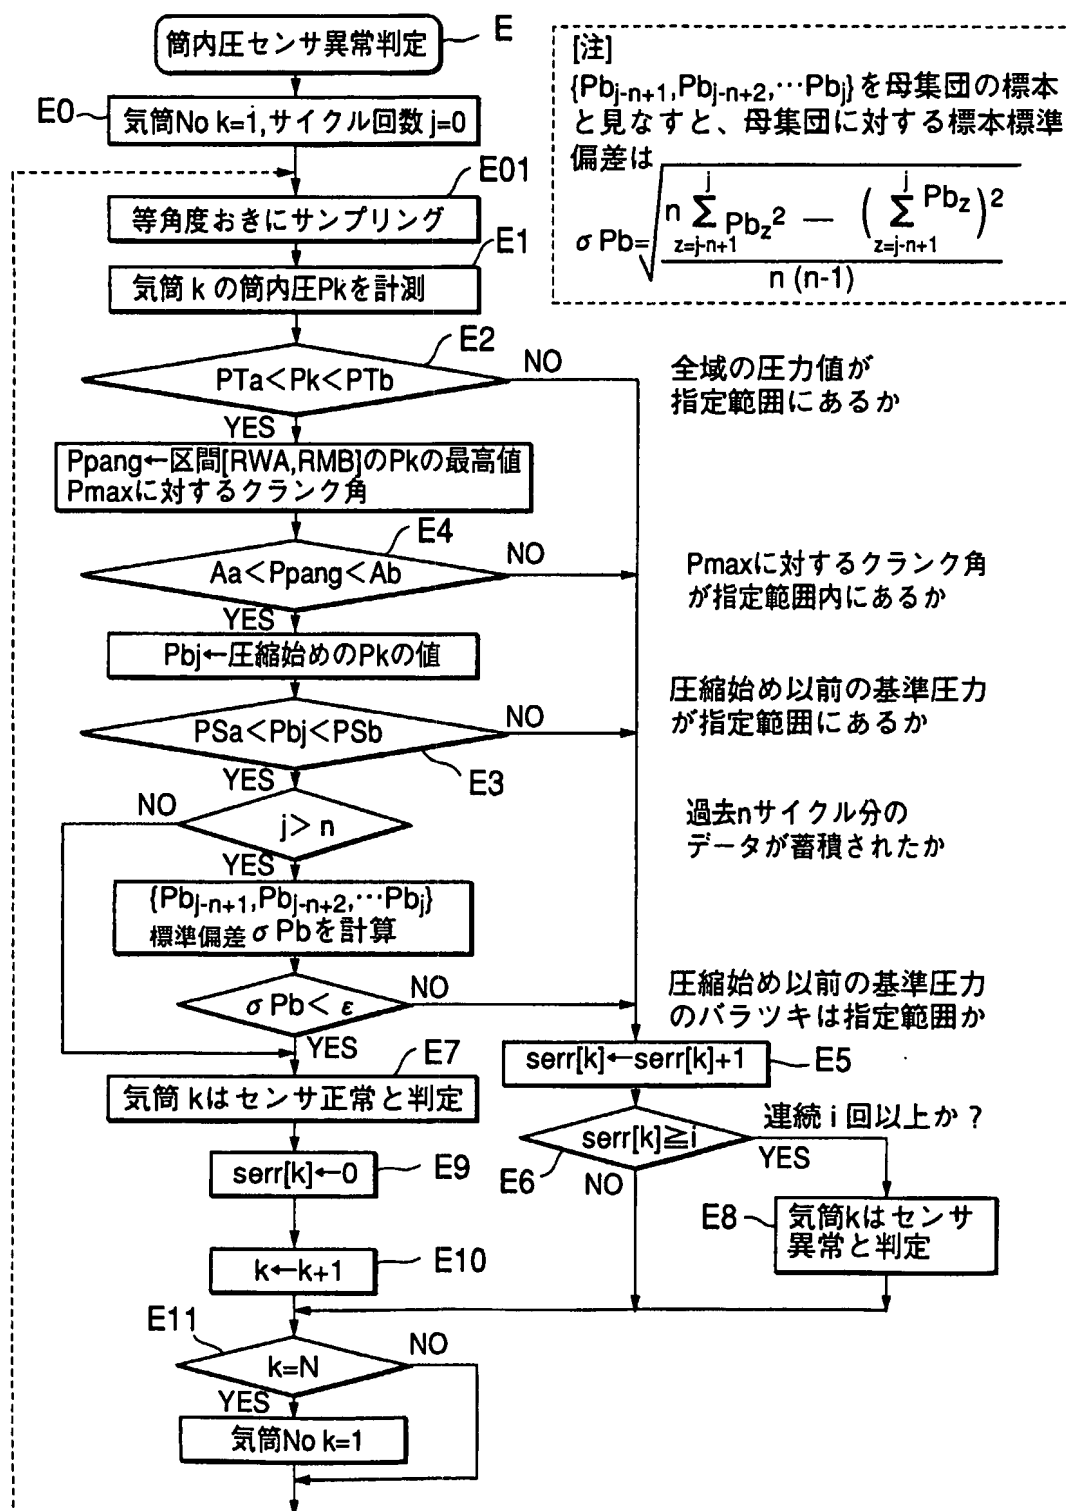 筒内圧センサ異常判定
E
E0
気筒No k=1,サイクル回数 j=0
[注]
{Pbj-n+1,Pbj-n+2,…Pbj}を母集団の標本
と見なすと、母集団に対する標本標準
偏差は
σPb=√((n Σ(z=j-n+1→j) Pbz² — (Σ(z=j-n+1→j) Pbz)²) / n(n-1))
E01
等角度おきにサンプリング
E1
気筒 k の筒内圧Pkを計測
E2
PTa<Pk<PTb
NO
YES
全域の圧力値が
指定範囲にあるか
Ppang←区間[RWA,RMB]のPkの最高値
Pmaxに対するクランク角
E4
Aa<Ppang<Ab
NO
YES
Pmaxに対するクランク角
が指定範囲内にあるか
Pbj←圧縮始めのPkの値
PSa<Pbj<PSb
NO
YES
E3
圧縮始め以前の基準圧力
が指定範囲にあるか
NO
j>n
YES
過去nサイクル分の
データが蓄積されたか
{Pbj-n+1,Pbj-n+2,…Pbj}
標準偏差σPbを計算
σPb<ε
NO
YES
圧縮始め以前の基準圧力
のバラツキは指定範囲か
serr[k]←serr[k]+1
E5
E7
気筒 kはセンサ正常と判定
連続 i 回以上か?
serr[k]≧i
E6
NO
YES
serr[k]←0
E9
E8
気筒kはセンサ
異常と判定
k←k+1
E10
E11
k=N
NO
YES
気筒No k=1